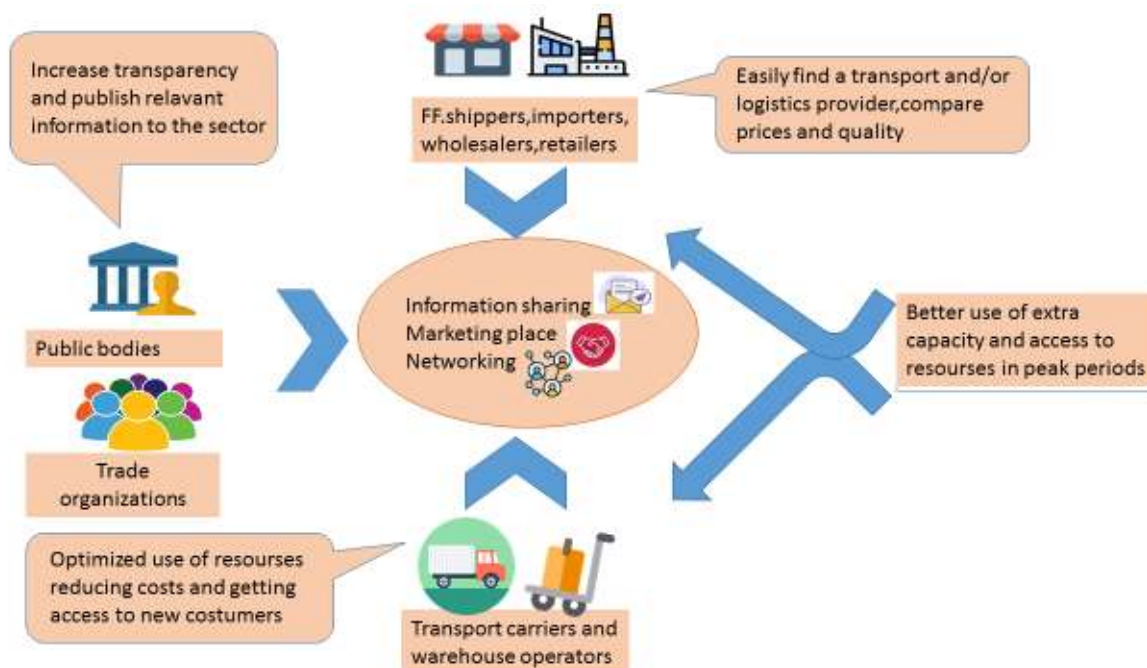 Increase transparency
and publish relavant
information to the sector
FF.shippers,importers,
wholesalers,retailers
Easily find a transport and/or
logistics provider,compare
prices and quality
Public bodies
Information sharing
Marketing place
Networking
Better use of extra
capacity and access to
resourses in peak periods
Trade
organizations
Optimized use of resourses
reducing costs and getting
access to new costumers
Transport carriers and
warehouse operators